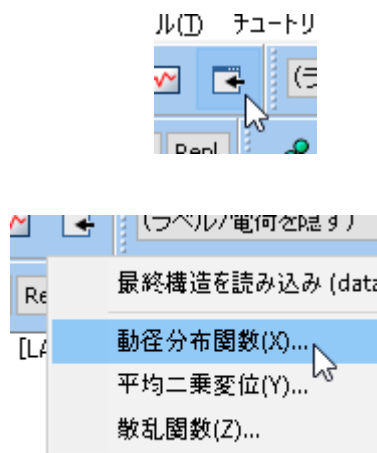 ル(T) チュートリ
(ラ
Repl
(ラベル/電荷を隠す)
Re
最終構造を読み込み (data
[LA
動径分布関数(X)...
平均二乗変位(Y)...
散乱関数(Z)...